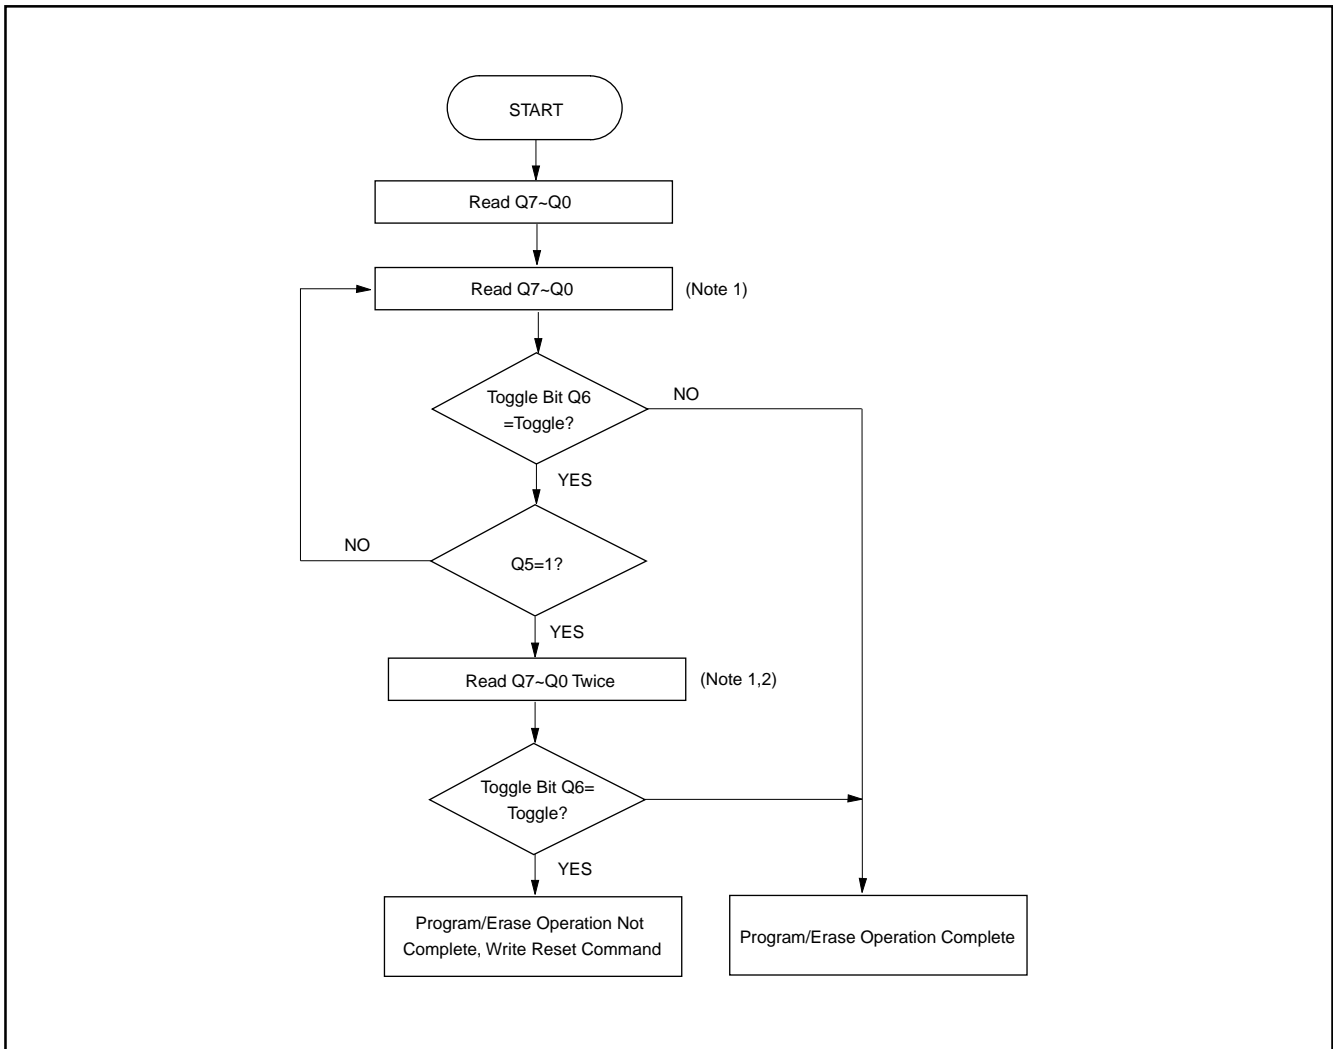 START
Read Q7~Q0
Read Q7~Q0
(Note 1)
Toggle Bit Q6
=Toggle?
NO
YES
NO
Q5=1?
YES
Read Q7~Q0 Twice
(Note 1,2)
Toggle Bit Q6=
Toggle?
YES
Program/Erase Operation Not
Complete, Write Reset Command
Program/Erase Operation Complete